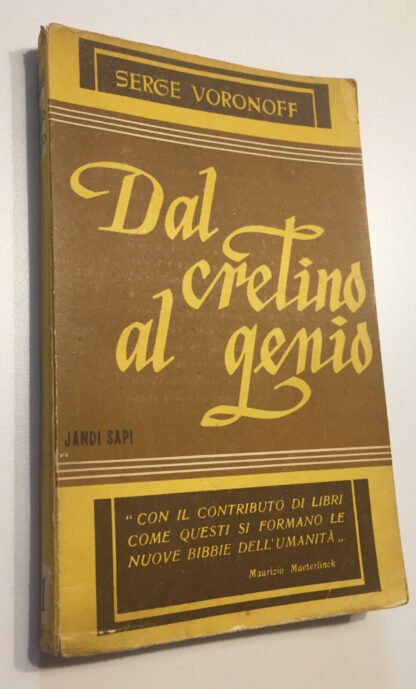 SERGE VORONOFF
Dal
cretino
al genio
JANDI SAPI
"CON IL CONTRIBUTO DI LIBRI
COME QUESTI SI FORMANO LE
NUOVE BIBBIE DELL'UMANITÀ„
Maurizio Maeterlinck